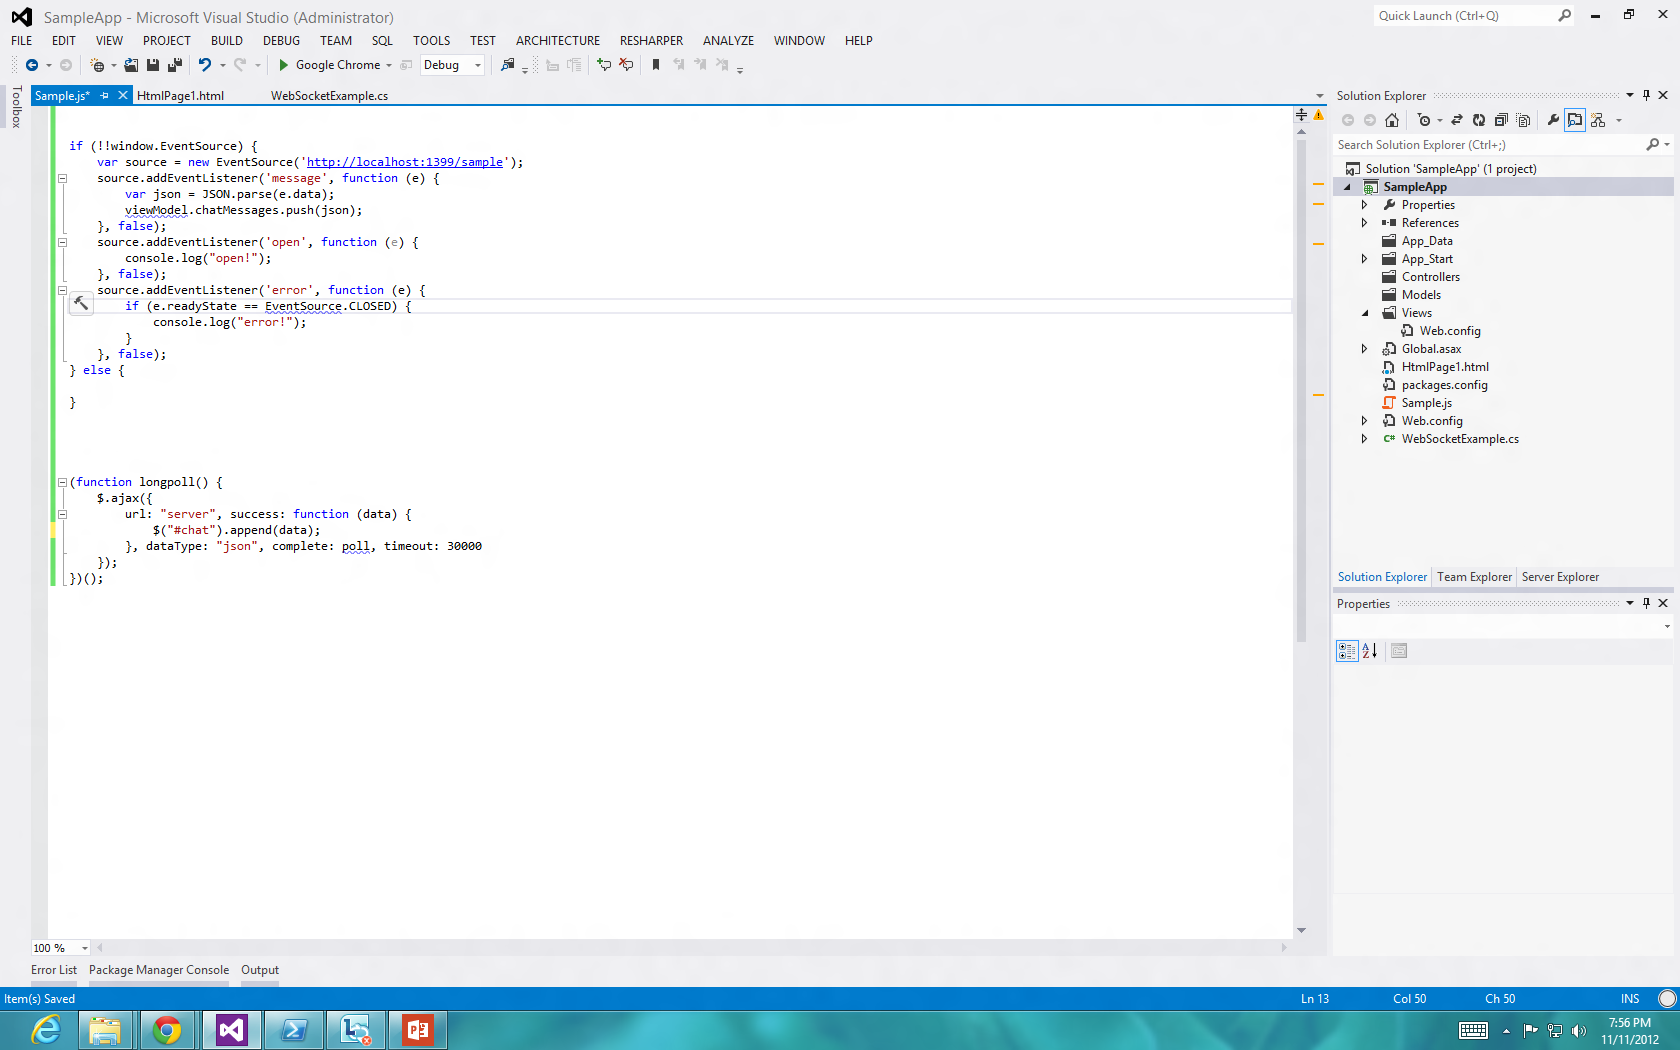 SampleApp - Microsoft Visual Studio (Administrator)
Quick Launch (Ctrl+Q)
FILE EDIT VIEW PROJECT BUILD DEBUG TEAM SQL TOOLS TEST ARCHITECTURE RESHARPER ANALYZE WINDOW HELP
Google Chrome Debug
Toolbox
Sample.js* HtmlPage1.html WebSocketExample.cs
if (!!window.EventSource) {
var source = new EventSource('http://localhost:1399/sample');
source.addEventListener('message', function (e) {
var json = JSON.parse(e.data);
viewModel.chatMessages.push(json);
}, false);
source.addEventListener('open', function (e) {
console.log("open!");
}, false);
source.addEventListener('error', function (e) {
if (e.readyState == EventSource.CLOSED) {
console.log("error!");
}
}, false);
} else {
}
(function longpoll() {
$.ajax({
url: "server", success: function (data) {
$("#chat").append(data);
}, dataType: "json", complete: poll, timeout: 30000
});
})();
100 %
Solution Explorer
Search Solution Explorer (Ctrl+;)
Solution 'SampleApp' (1 project)
SampleApp
Properties
References
App_Data
App_Start
Controllers
Models
Views
Web.config
Global.asax
HtmlPage1.html
packages.config
Sample.js
Web.config
C# WebSocketExample.cs
Solution Explorer Team Explorer Server Explorer
Properties
Error List Package Manager Console Output
Item(s) Saved Ln 13 Col 50 Ch 50 INS
7:56 PM
11/11/2012